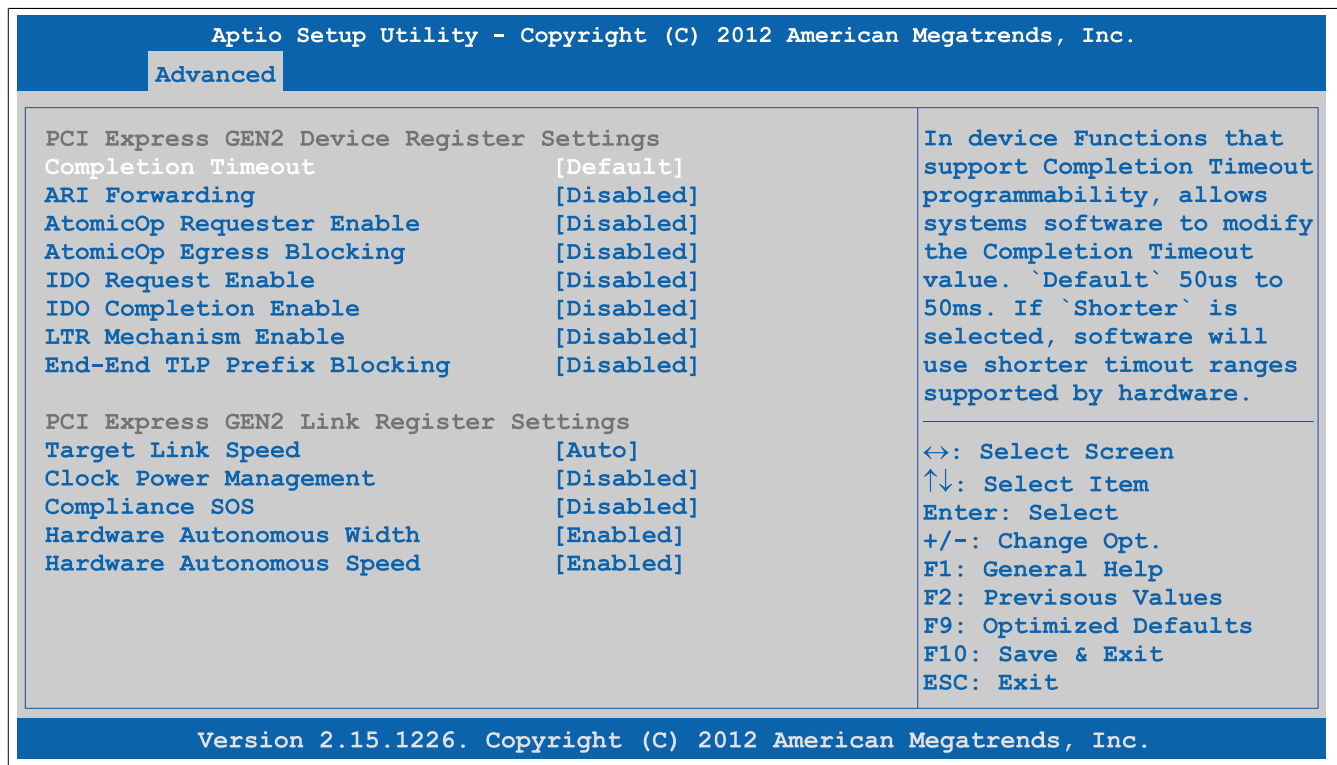 Aptio Setup Utility - Copyright (C) 2012 American Megatrends, Inc.
Advanced
PCI Express GEN2 Device Register Settings
Completion Timeout [Default]
ARI Forwarding [Disabled]
AtomicOp Requester Enable [Disabled]
AtomicOp Egress Blocking [Disabled]
IDO Request Enable [Disabled]
IDO Completion Enable [Disabled]
LTR Mechanism Enable [Disabled]
End-End TLP Prefix Blocking [Disabled]
PCI Express GEN2 Link Register Settings
Target Link Speed [Auto]
Clock Power Management [Disabled]
Compliance SOS [Disabled]
Hardware Autonomous Width [Enabled]
Hardware Autonomous Speed [Enabled]
In device Functions that
support Completion Timeout
programmability, allows
systems software to modify
the Completion Timeout
value. `Default` 50us to
50ms. If `Shorter` is
selected, software will
use shorter timout ranges
supported by hardware.
↔: Select Screen
↑↓: Select Item
Enter: Select
+/-: Change Opt.
F1: General Help
F2: Previsous Values
F9: Optimized Defaults
F10: Save & Exit
ESC: Exit
Version 2.15.1226. Copyright (C) 2012 American Megatrends, Inc.